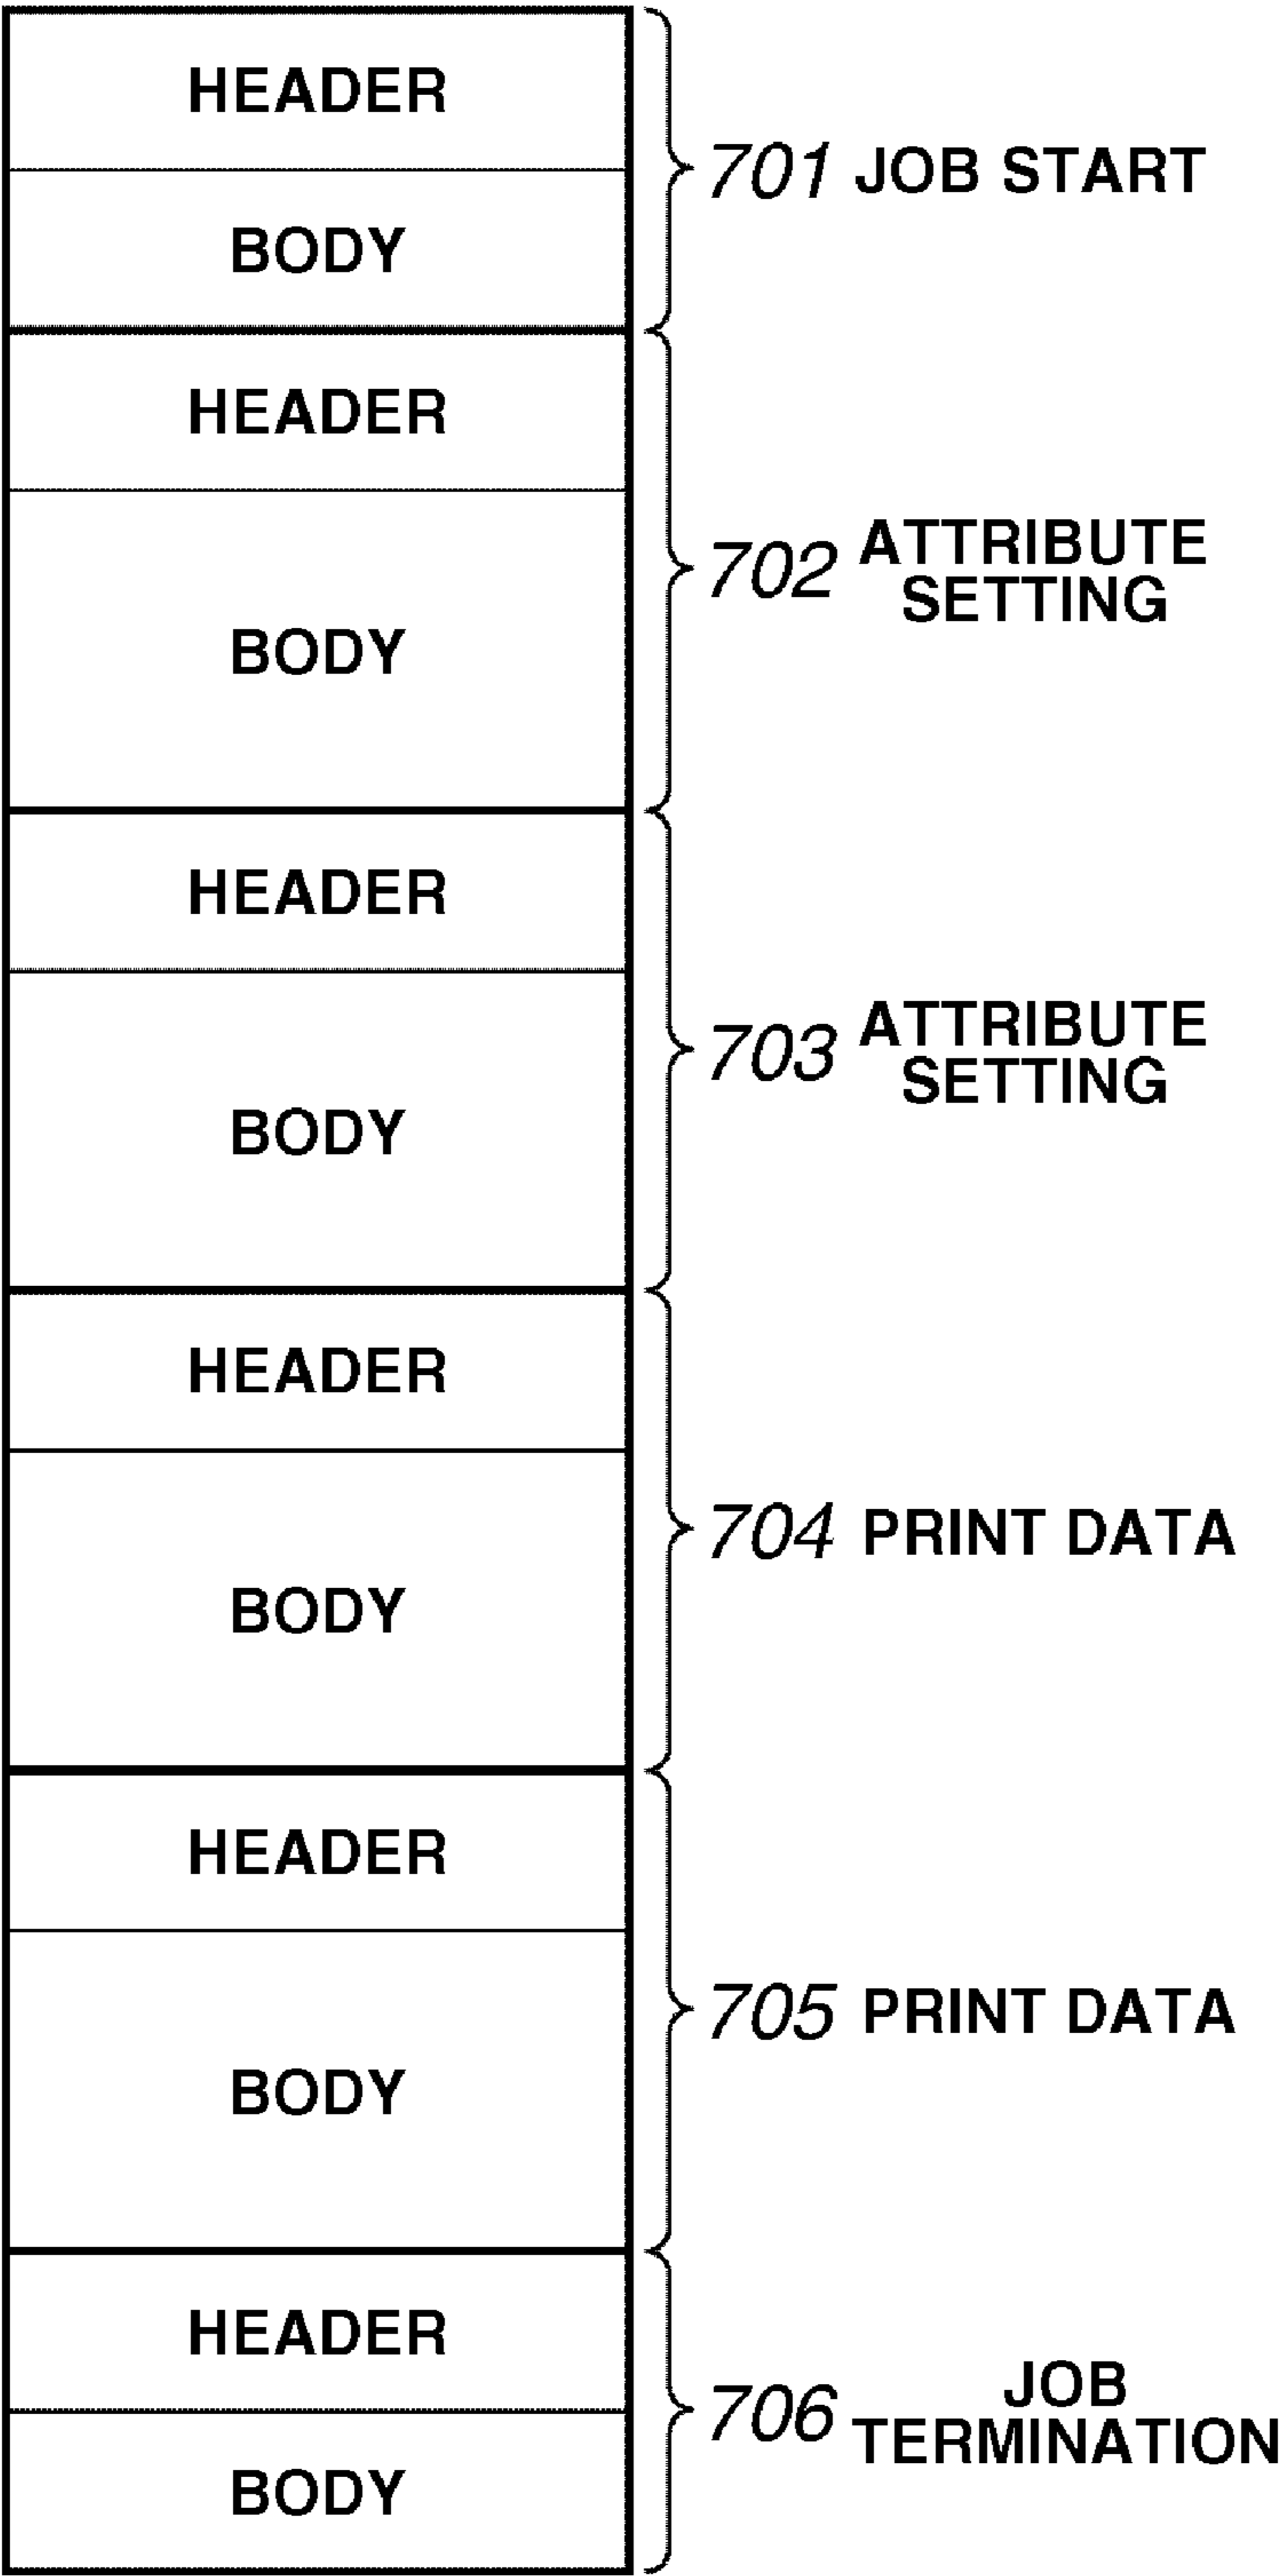 HEADER
701 JOB START
BODY
HEADER
702 ATTRIBUTE
SETTING
BODY
HEADER
703 ATTRIBUTE
SETTING
BODY
HEADER
704 PRINT DATA
BODY
HEADER
705 PRINT DATA
BODY
HEADER
706 JOB
TERMINATION
BODY